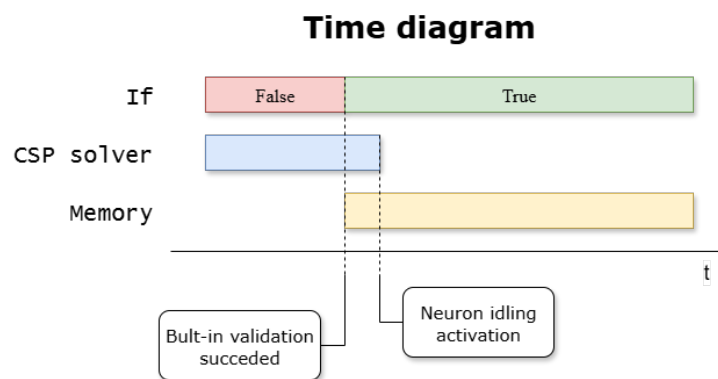 Time diagram
If
False
True
CSP solver
Memory
t
Bult-in validation
succeded
Neuron idling
activation